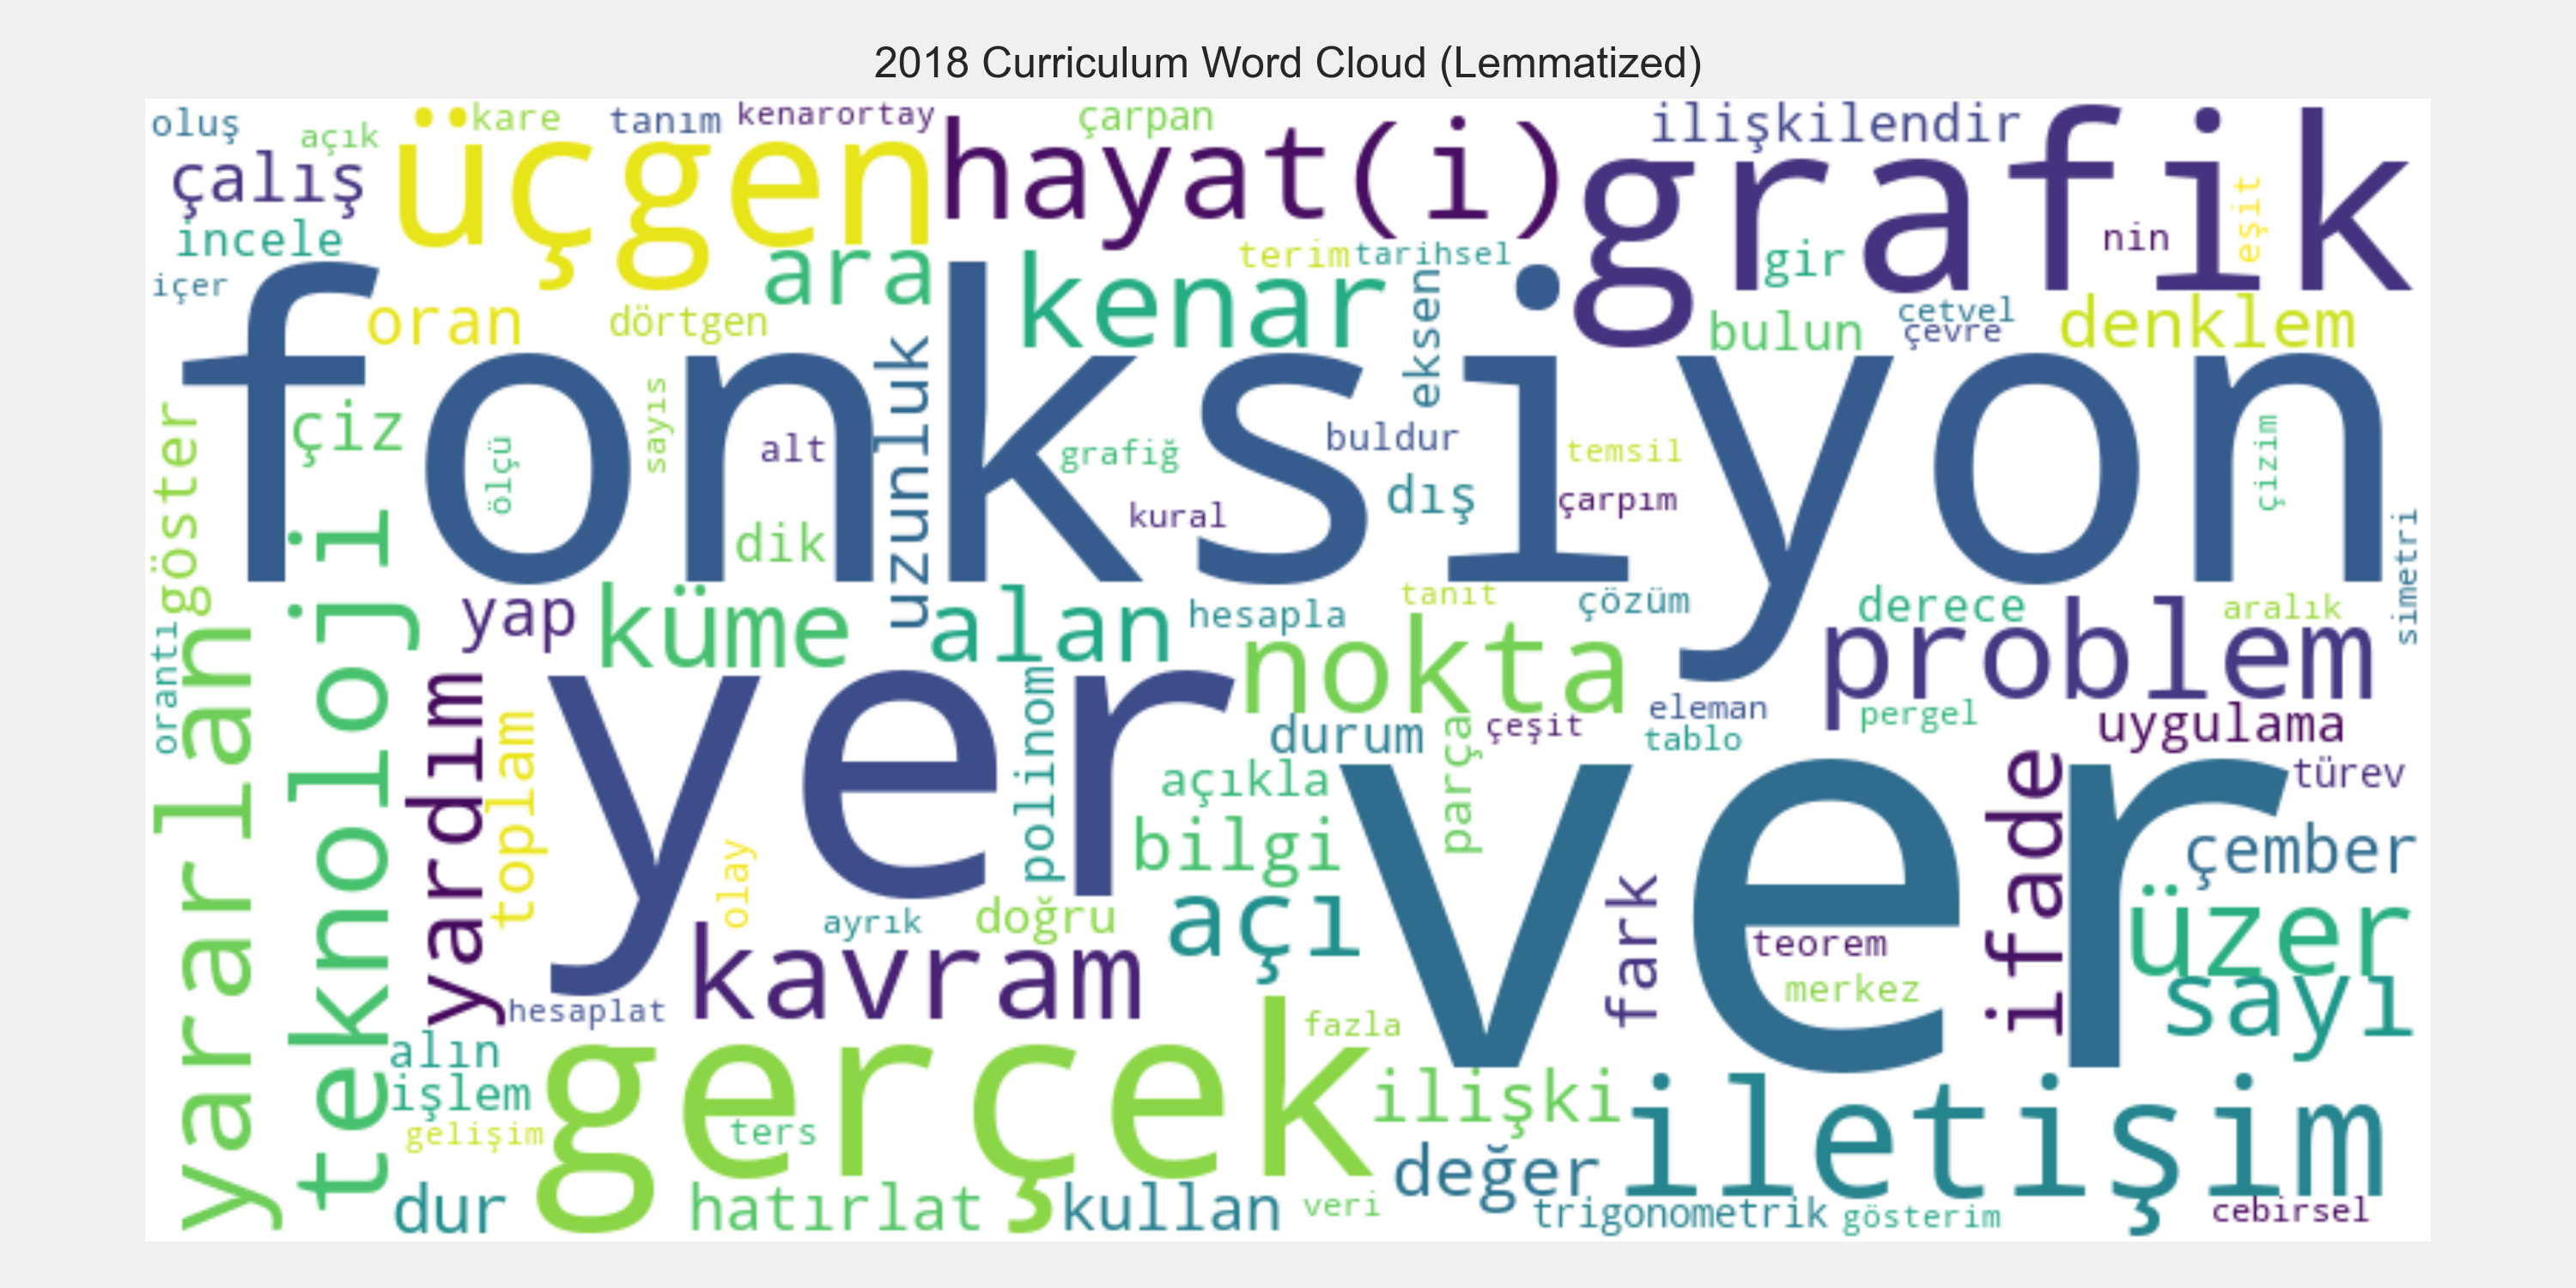 2018 Curriculum Word Cloud (Lemmatized)
oluş
açık
üçgen
kare
tanım
kenarortay
çarpan
ilişkilendir
grafik
çalış
hayat(i)
incele
ara
kenar
terim
tarihsel
gir
nin
eşit
içer
oran
dörtgen
eksen
bulun
cetvel
çevre
denklem
fonksiyon
göster
çiz
ölçü
sayıs
alt
uzunluk
grafiğ
buldur
temsil
çizim
dik
kural
dış
çarpım
simetri
teknoloji
yap
küme
alan
hesapla
tanıt
çözüm
derece
aralık
orantı
yararlan
yardım
toplam
yer
polinom
nokta
problem
durum
parça
çeşit
eleman
tablo
pergel
uygulama
açıkla
ver
ifade
türev
olay
bilgi
çember
ayrık
doğru
açı
fark
teorem
merkez
üzer
sayı
kavram
hesaplat
alın
işlem
gelişim
gerçek
ters
fazla
ilişki
iletişim
dur
hatırlat
kullan
veri
değer
trigonometrik
gösterim
cebirsel